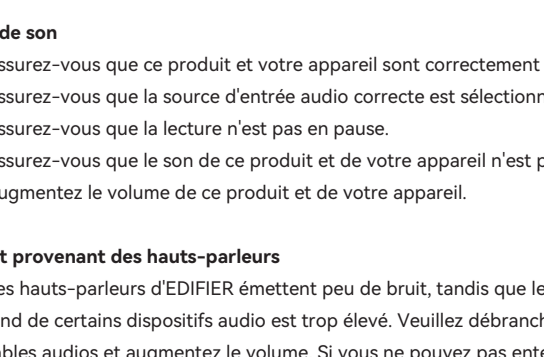 de son
ssurez-vous que ce produit et votre appareil sont correctement
ssurez-vous que la source d'entrée audio correcte est sélectionn
ssurez-vous que la lecture n'est pas en pause.
ssurez-vous que le son de ce produit et de votre appareil n'est p
ugmentez le volume de ce produit et de votre appareil.
t provenant des hauts-parleurs
es hauts-parleurs d'EDIFIER émettent peu de bruit, tandis que le
nd de certains dispositifs audio est trop élevé. Veuillez débranch
bles audios et augmentez le volume. Si vous ne pouvez pas ente